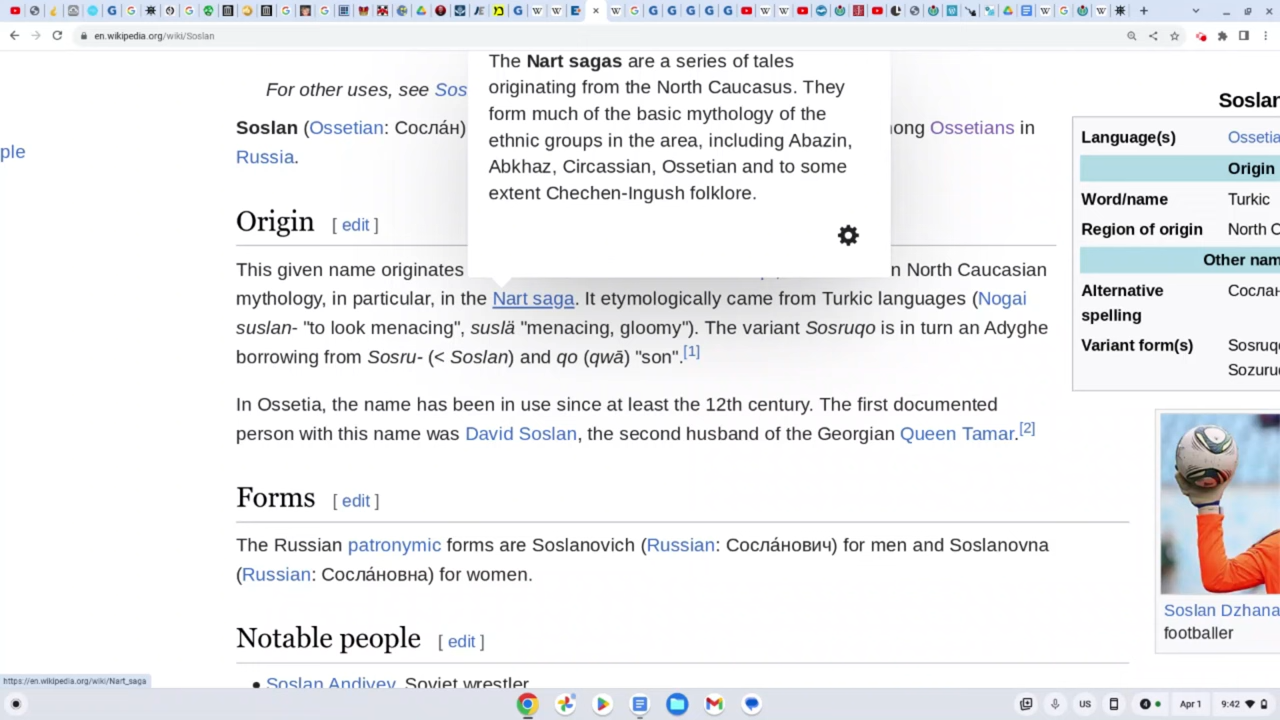 en.wikipedia.org/wiki/Soslan
The Nart sagas are a series of tales
originating from the North Caucasus. They
form much of the basic mythology of the
ethnic groups in the area, including Abazin,
Abkhaz, Circassian, Ossetian and to some
extent Chechen-Ingush folklore.
For other uses, see Sos
Soslan (Ossetian: Сосла́н) ong Ossetians in
Russia.
ple
Origin [ edit ]
This given name originates n North Caucasian
mythology, in particular, in the Nart saga. It etymologically came from Turkic languages (Nogai
suslan- "to look menacing", suslä "menacing, gloomy"). The variant Sosruqo is in turn an Adyghe
borrowing from Sosru- (< Soslan) and qo (qwā) "son".[1]
In Ossetia, the name has been in use since at least the 12th century. The first documented
person with this name was David Soslan, the second husband of the Georgian Queen Tamar.[2]
Forms [ edit ]
The Russian patronymic forms are Soslanovich (Russian: Сосла́нович) for men and Soslanovna
(Russian: Сосла́новна) for women.
Notable people [ edit ]
• Soslan Andiyev, Soviet wrestler
Soslan
Language(s) Ossetia
Origin
Word/name Turkic
Region of origin North C
Other nam
Alternative Сослан
spelling
Variant form(s) Sosruqo
Sozuruq
Soslan Dzhana
footballer
https://en.wikipedia.org/wiki/Nart_saga
US 4 Apr 1 9:42